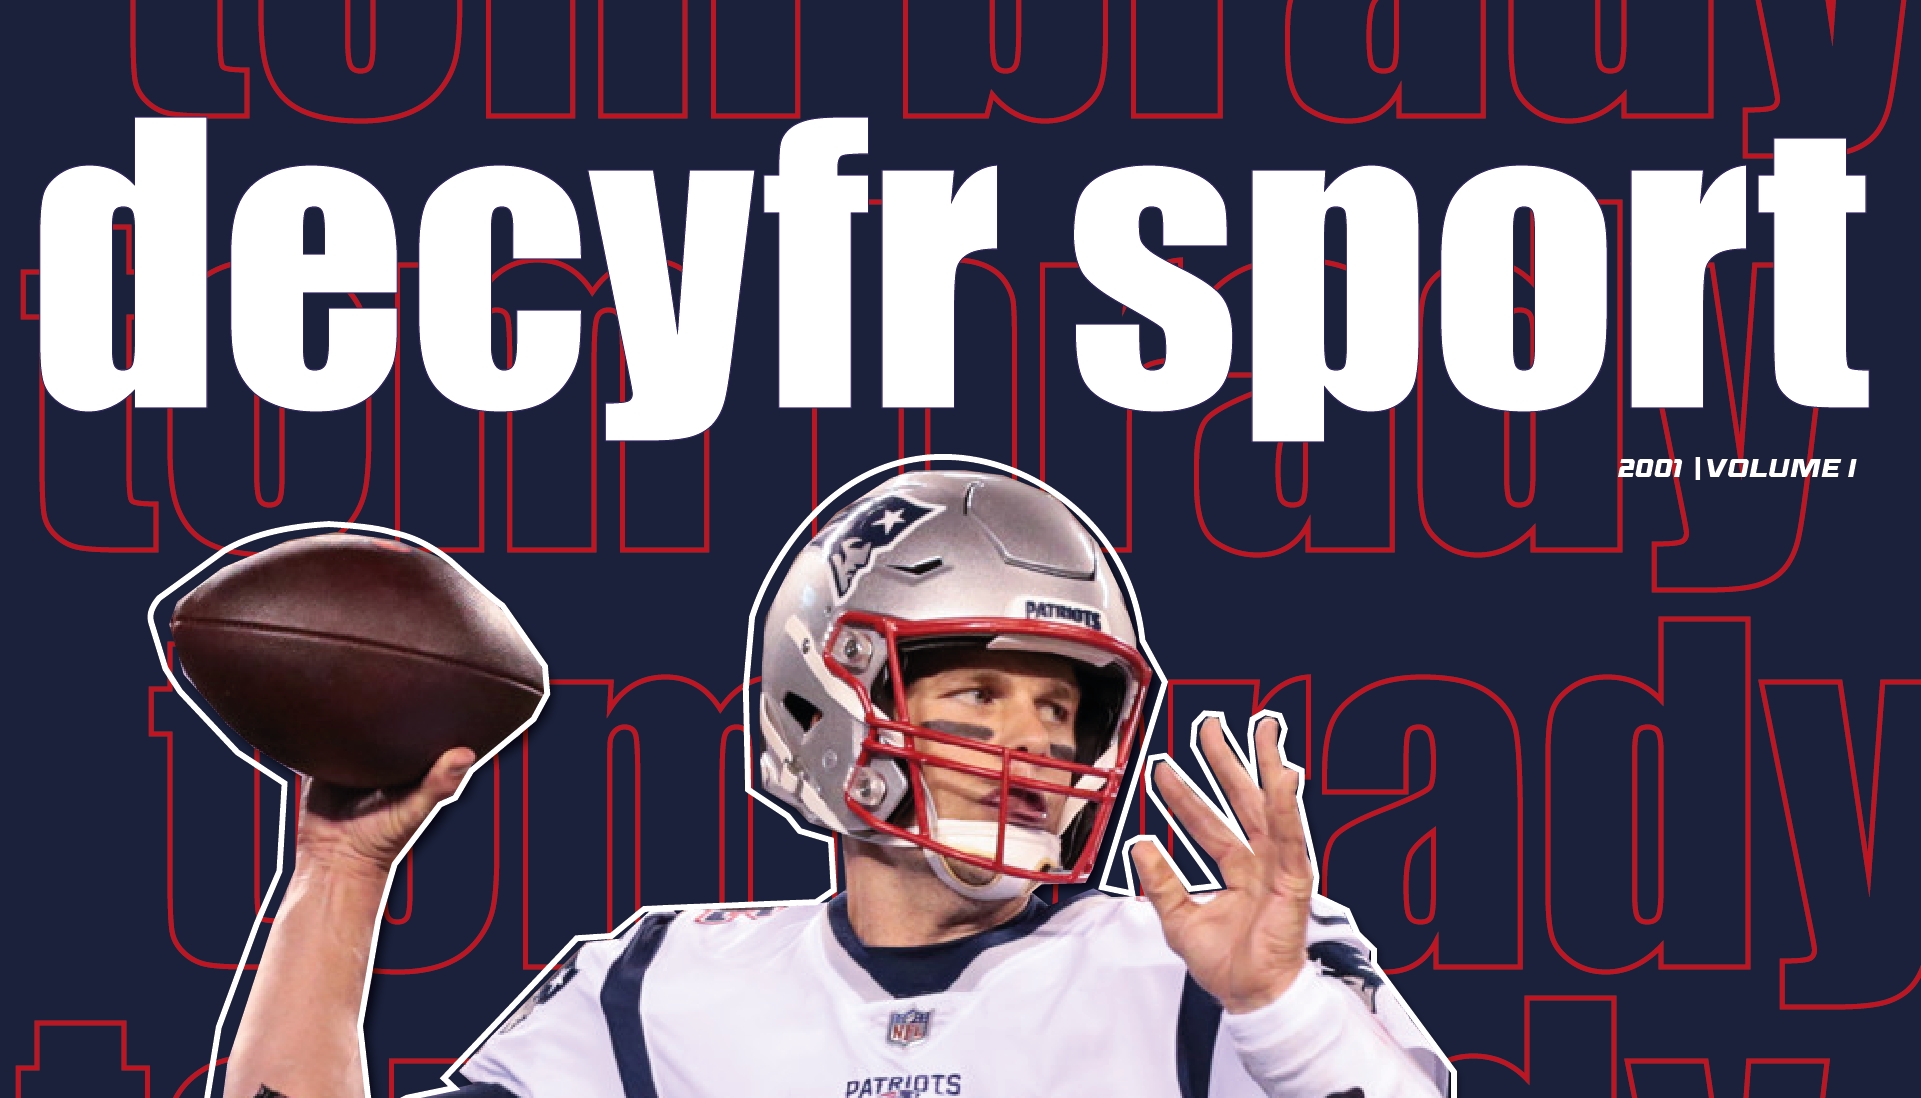 tom brady
decyfr sport
tom brady
2001 | VOLUME I
PATRIOTS
tom brady
NFL
PATRIOTS
tom brady